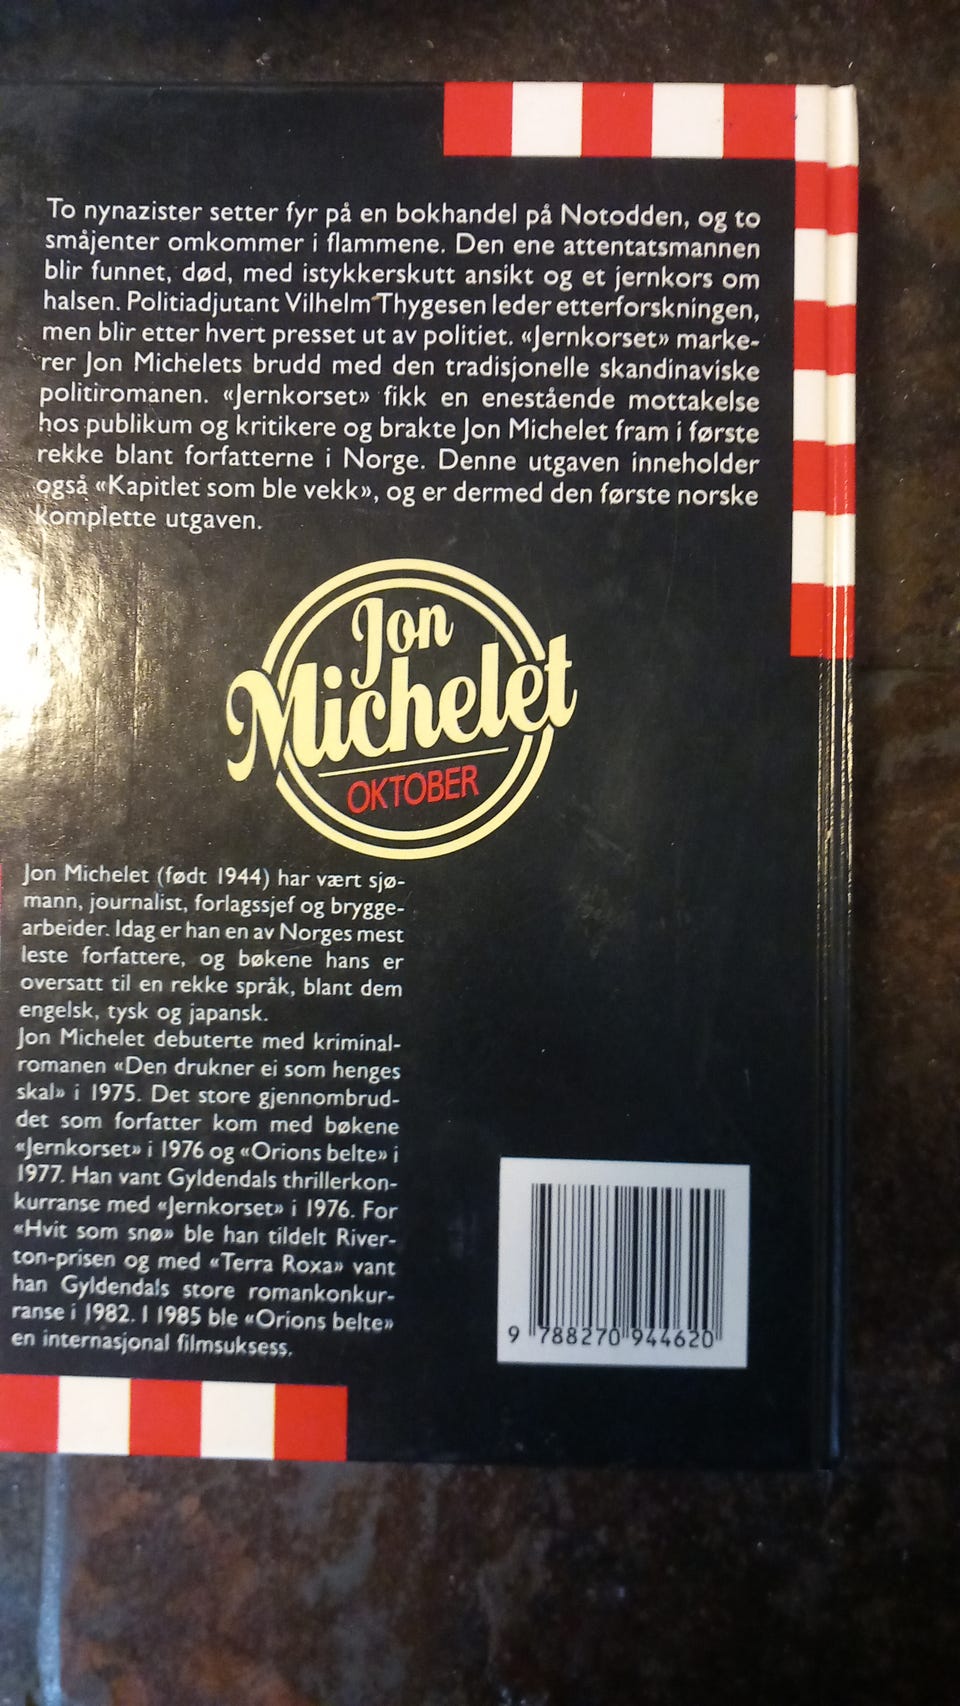 To nynazister setter fyr på en bokhandel på Notodden, og to
småjenter omkommer i flammene. Den ene attentatsmannen
blir funnet, død, med istykkerskutt ansikt og et jernkors om
halsen. Politiadjutant Vilhelm Thygesen leder etterforskningen,
men blir etter hvert presset ut av politiet. «Jernkorset» marke-
rer Jon Michelets brudd med den tradisjonelle skandinaviske
politiromanen. «Jernkorset» fikk en enestående mottakelse
hos publikum og kritikere og brakte Jon Michelet fram i første
rekke blant forfatterne i Norge. Denne utgaven inneholder
også «Kapitlet som ble vekk», og er dermed den første norske
komplette utgaven.
Jon
Michelet
OKTOBER
Jon Michelet (født 1944) har vært sjø-
mann, journalist, forlagssjef og brygge-
arbeider. Idag er han en av Norges mest
leste forfattere, og bøkene hans er
oversatt til en rekke språk, blant dem
engelsk, tysk og japansk.
Jon Michelet debuterte med kriminal-
romanen «Den drukner ei som henges
skal» i 1975. Det store gjennombrud-
det som forfatter kom med bøkene
«Jernkorset» i 1976 og «Orions belte» i
1977. Han vant Gyldendals thrillerkon-
kurranse med «Jernkorset» i 1976. For
«Hvit som snø» ble han tildelt River-
ton-prisen og med «Terra Roxa» vant
han Gyldendals store romankonkur-
ranse i 1982. I 1985 ble «Orions belte»
en internasjonal filmsuksess.
9 788270 944620